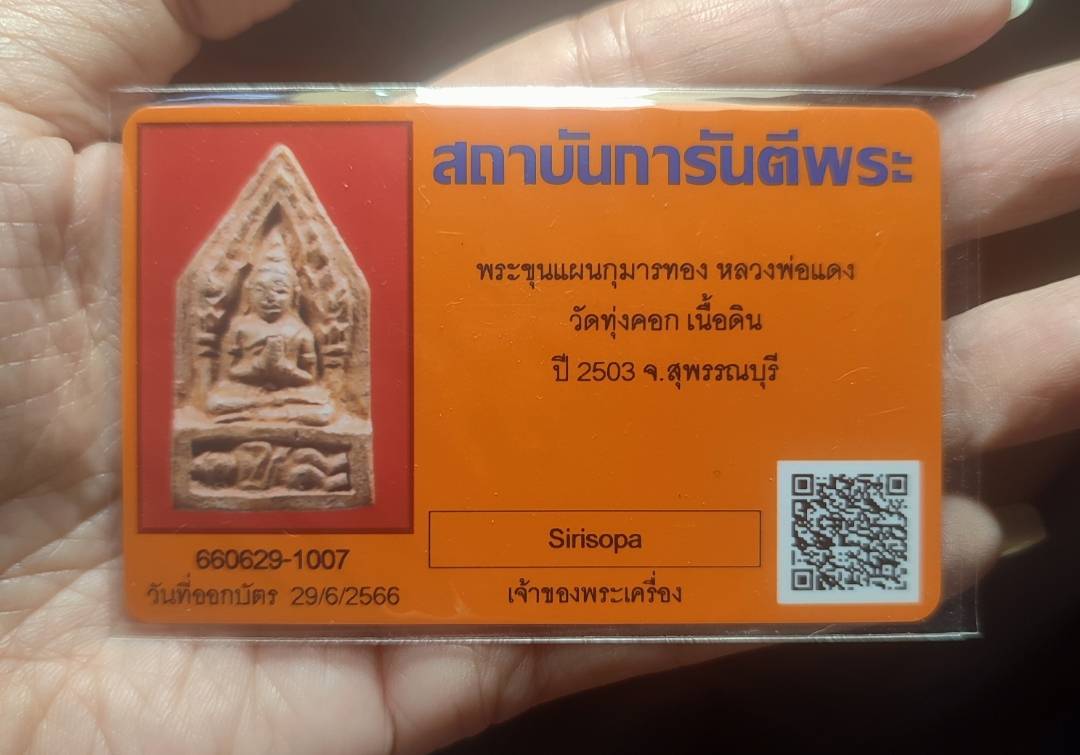 สถาบันการันตีพระ
พระขุนแผนกุมารทอง หลวงพ่อแดง
วัดทุ่งคอก เนื้อดิน
ปี 2503 จ.สุพรรณบุรี
Sirisopa
เจ้าของพระเครื่อง
660629-1007
วันที่ออกบัตร 29/6/2566